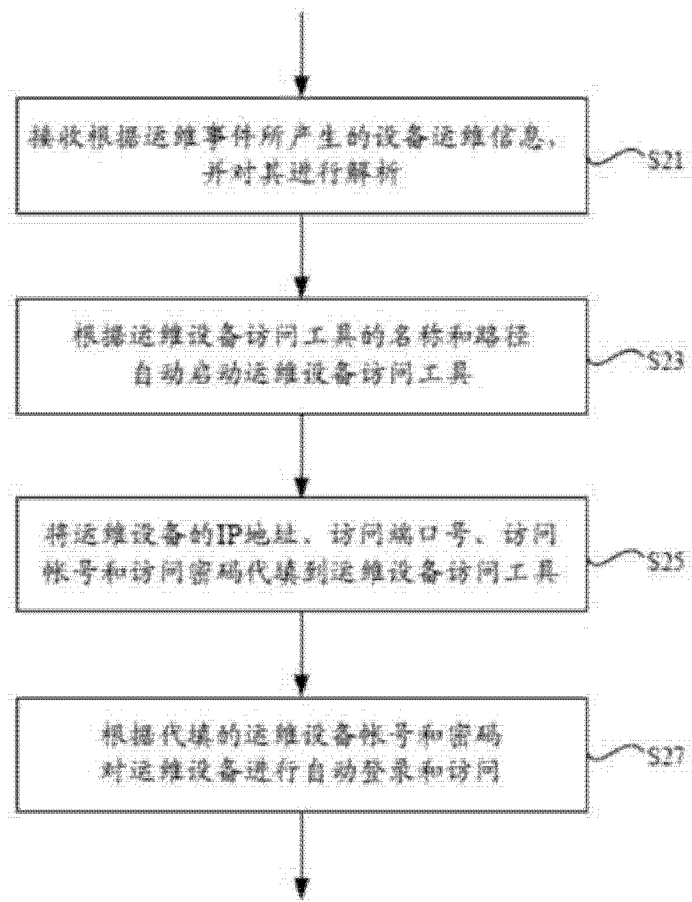 接收根据运维事件所产生的设备运维信息,
并对其进行解析
S21
根据运维设备访问工具的名称和路径
自动启动运维设备访问工具
S23
将运维设备的IP地址、访问端口号、访问
帐号和访问密码代填到运维设备访问工具
S25
根据代填的运维设备帐号和密码
对运维设备进行自动登录和访问
S27